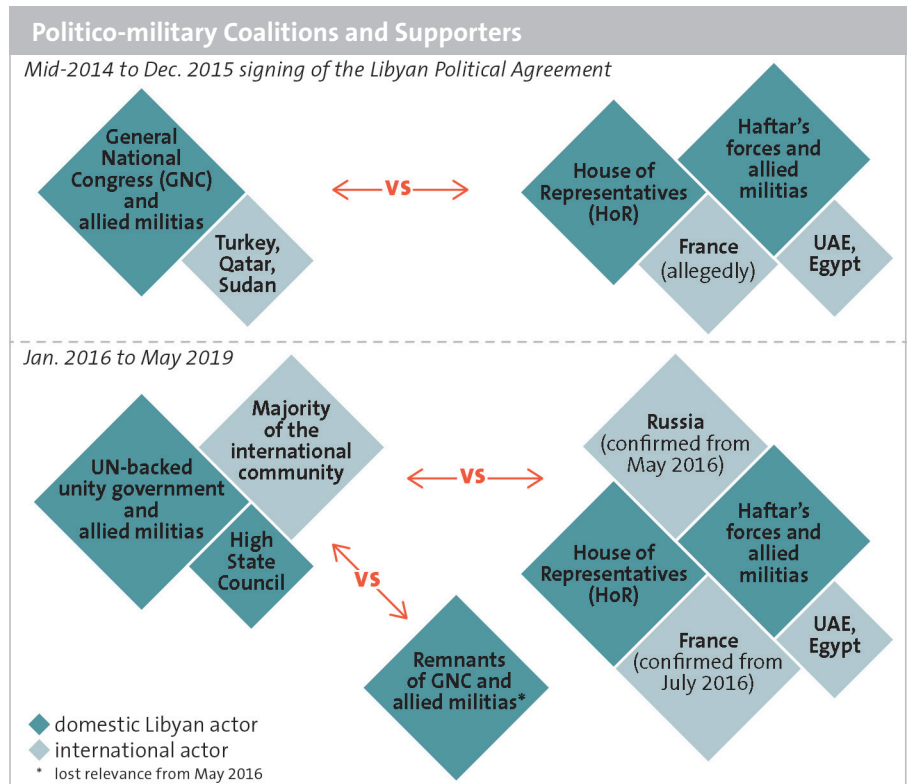 Politico-military Coalitions and Supporters
Mid-2014 to Dec. 2015 signing of the Libyan Political Agreement
General
National
Congress (GNC)
and
allied militias
Turkey,
Qatar,
Sudan
vs
House of
Representatives
(HoR)
Haftar's
forces and
allied
militias
France
(allegedly)
UAE,
Egypt
Jan. 2016 to May 2019
UN-backed
unity government
and
allied militias
Majority
of the
international
community
High
State
Council
vs
vs
Remnants
of GNC and
allied militias*
Russia
(confirmed from
May 2016)
House of
Representatives
(HoR)
Haftar's
forces and
allied
militias
France
(confirmed from
July 2016)
UAE,
Egypt
domestic Libyan actor
international actor
* lost relevance from May 2016